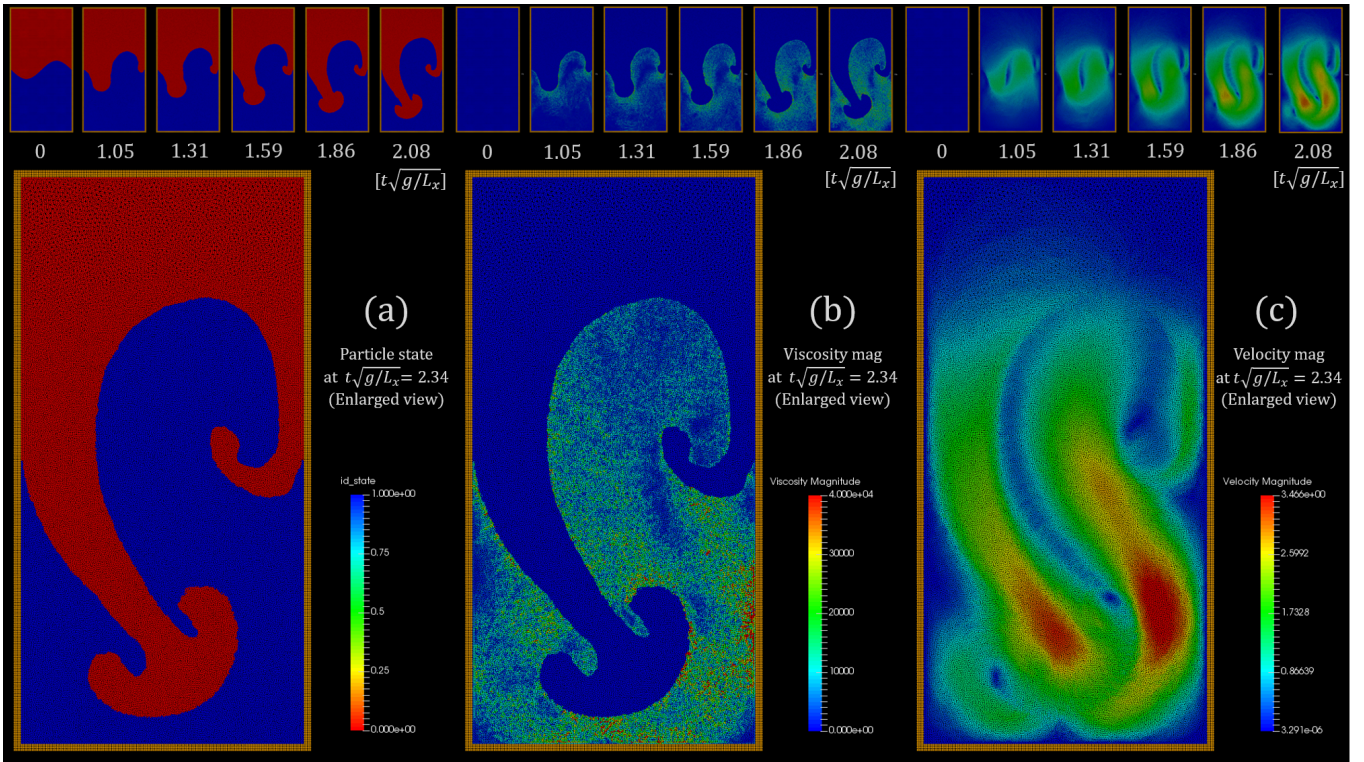 0 1.05 1.31 1.59 1.86 2.08
[t√g/Lₓ]
0 1.05 1.31 1.59 1.86 2.08
[t√g/Lₓ]
0 1.05 1.31 1.59 1.86 2.08
[t√g/Lₓ]
(a)
Particle state
at t√g/Lₓ = 2.34
(Enlarged view)
id_state
1.000e+00
0.75
0.5
0.25
0.000e+00
(b)
Viscosity mag
at t√g/Lₓ = 2.34
(Enlarged view)
Viscosity Magnitude
4.000e+04
30000
20000
10000
0.000e+00
(c)
Velocity mag
at t√g/Lₓ = 2.34
(Enlarged view)
Velocity Magnitude
3.466e+00
2.5992
1.7328
0.86639
3.291e-06